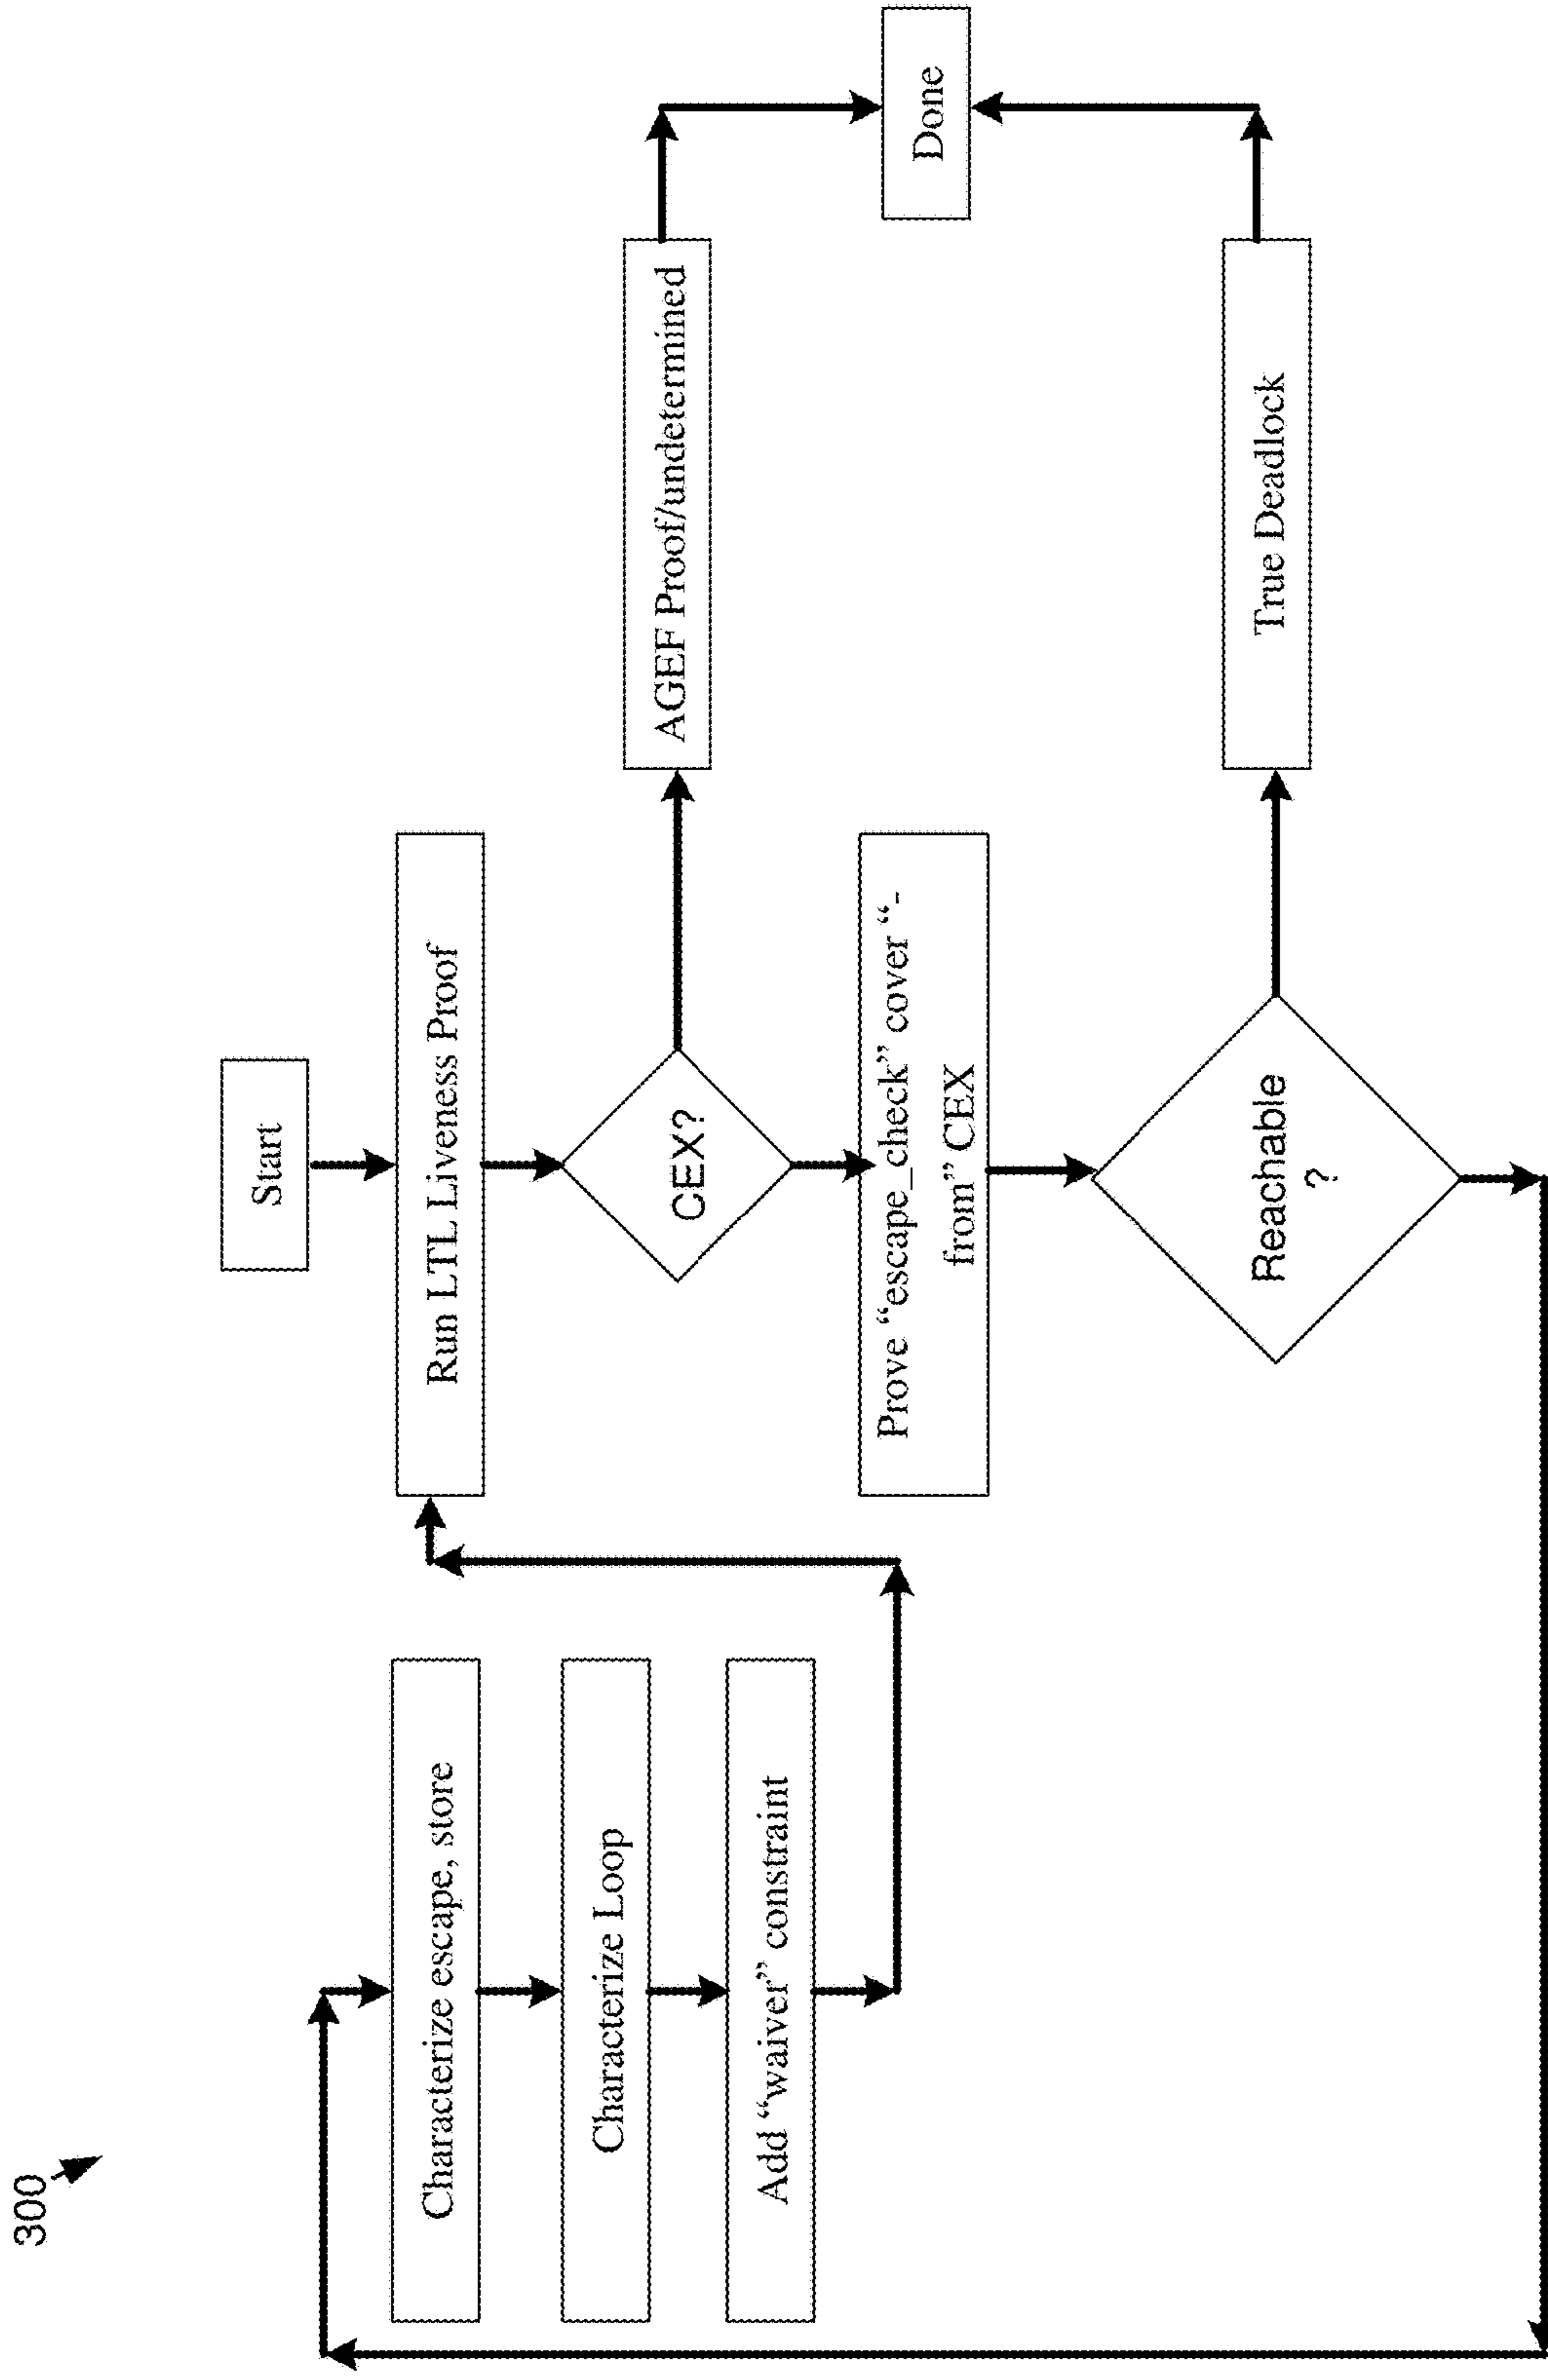 300
Start
Run LTL Liveness Proof
CEX?
AGEF Proof/undetermined
Done
Prove “escape_check” cover “-
from” CEX
Reachable
?
True Deadlock
Characterize escape, store
Characterize Loop
Add “waiver” constraint